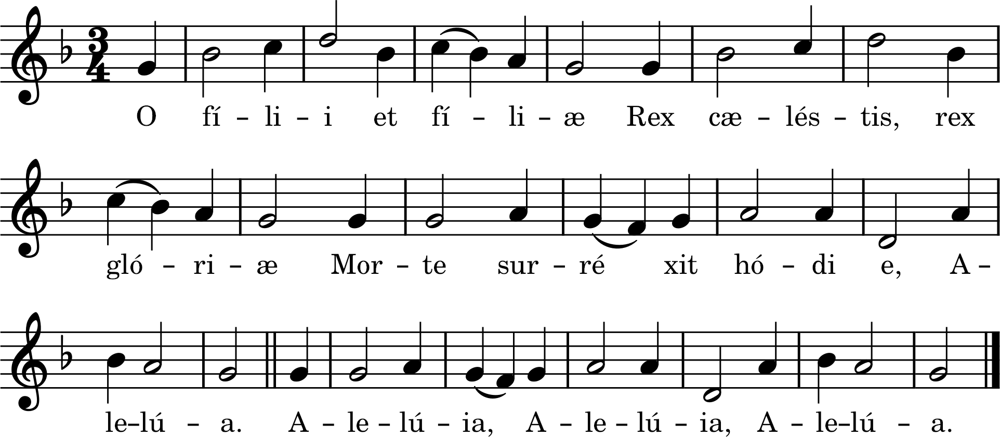 O fí – li – i et fí – li – æ Rex cæ – lés – tis, rex
gló – ri – æ Mor – te sur – ré xit hó – di e, A –
le–lú – a. A – le – lú – ia, A – le – lú – ia, A – le–lú – a.